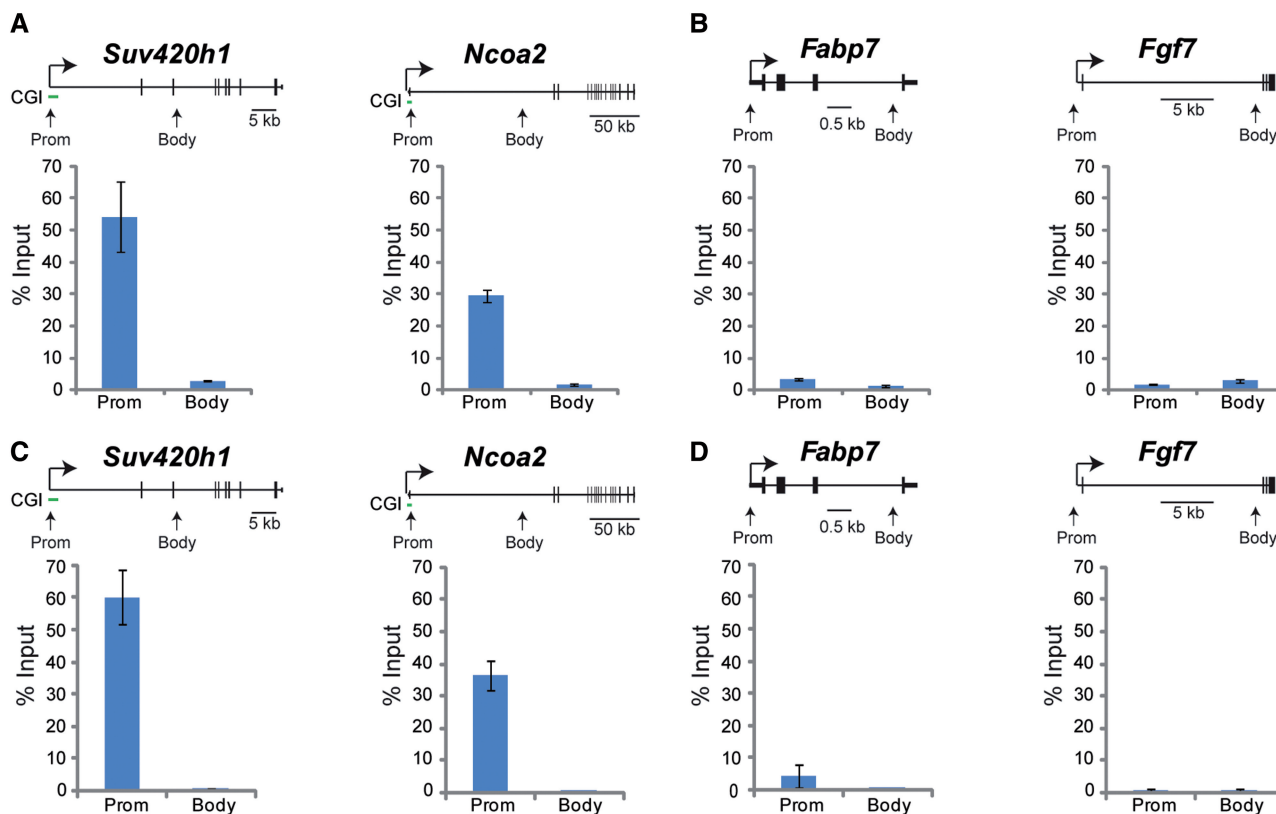 A
Suv420h1
CGI
5 kb
Prom
Body
% Input
70
60
50
40
30
20
10
0
Prom
Body
Ncoa2
CGI
50 kb
Prom
Body
% Input
70
60
50
40
30
20
10
0
Prom
Body
B
Fabp7
0.5 kb
Prom
Body
% Input
70
60
50
40
30
20
10
0
Prom
Body
Fgf7
5 kb
Prom
Body
% Input
70
60
50
40
30
20
10
0
Prom
Body
C
Suv420h1
CGI
5 kb
Prom
Body
% Input
70
60
50
40
30
20
10
0
Prom
Body
Ncoa2
CGI
50 kb
Prom
Body
% Input
70
60
50
40
30
20
10
0
Prom
Body
D
Fabp7
0.5 kb
Prom
Body
% Input
70
60
50
40
30
20
10
0
Prom
Body
Fgf7
5 kb
Prom
Body
% Input
70
60
50
40
30
20
10
0
Prom
Body